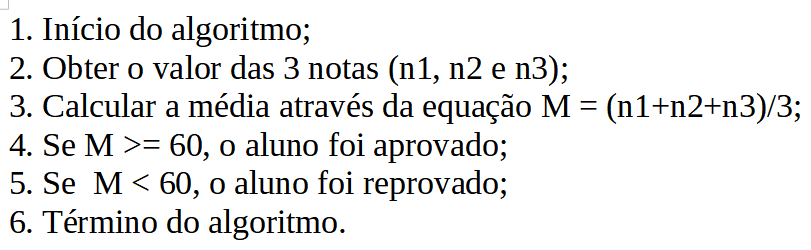 1. Início do algoritmo;
2. Obter o valor das 3 notas (n1, n2 e n3);
3. Calcular a média através da equação M = (n1+n2+n3)/3;
4. Se M >= 60, o aluno foi aprovado;
5. Se  M < 60, o aluno foi reprovado;
6. Término do algoritmo.